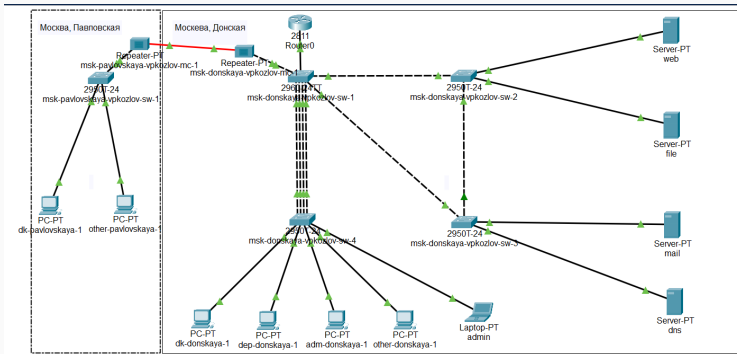 Москва, Павловская
Москева, Донская
2811
Router0
Repeater-PT
msk-pavlovskaya-vpkozlov-mc-1
Repeater-PT
msk-donskaya-vpkozlov-mc-1
2950T-24
msk-pavlovskaya-vpkozlov-sw-1
2960-24TT
msk-donskaya-vpkozlov-sw-1
2950T-24
msk-donskaya-vpkozlov-sw-2
Server-PT
web
Server-PT
file
PC-PT
dk-pavlovskaya-1
PC-PT
other-pavlovskaya-1
2950T-24
msk-donskaya-vpkozlov-sw-4
2950T-24
msk-donskaya-vpkozlov-sw-3
Server-PT
mail
PC-PT
dk-donskaya-1
PC-PT
dep-donskaya-1
PC-PT
adm-donskaya-1
PC-PT
other-donskaya-1
Laptop-PT
admin
Server-PT
dns